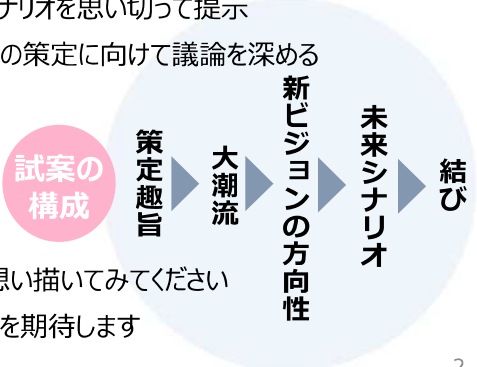 ナリオを思い切って提示
の策定に向けて議論を深める
試案の
構成
策定趣旨
大潮流
新ビジョンの方向性
未来シナリオ
結び
想い描いてみてください
を期待します
2